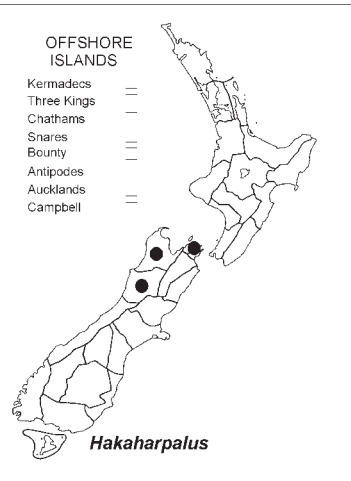 OFFSHORE
ISLANDS
Kermadecs
Three Kings
Chathams
Snares
Bounty
Antipodes
Aucklands
Campbell
Hakaharpalus